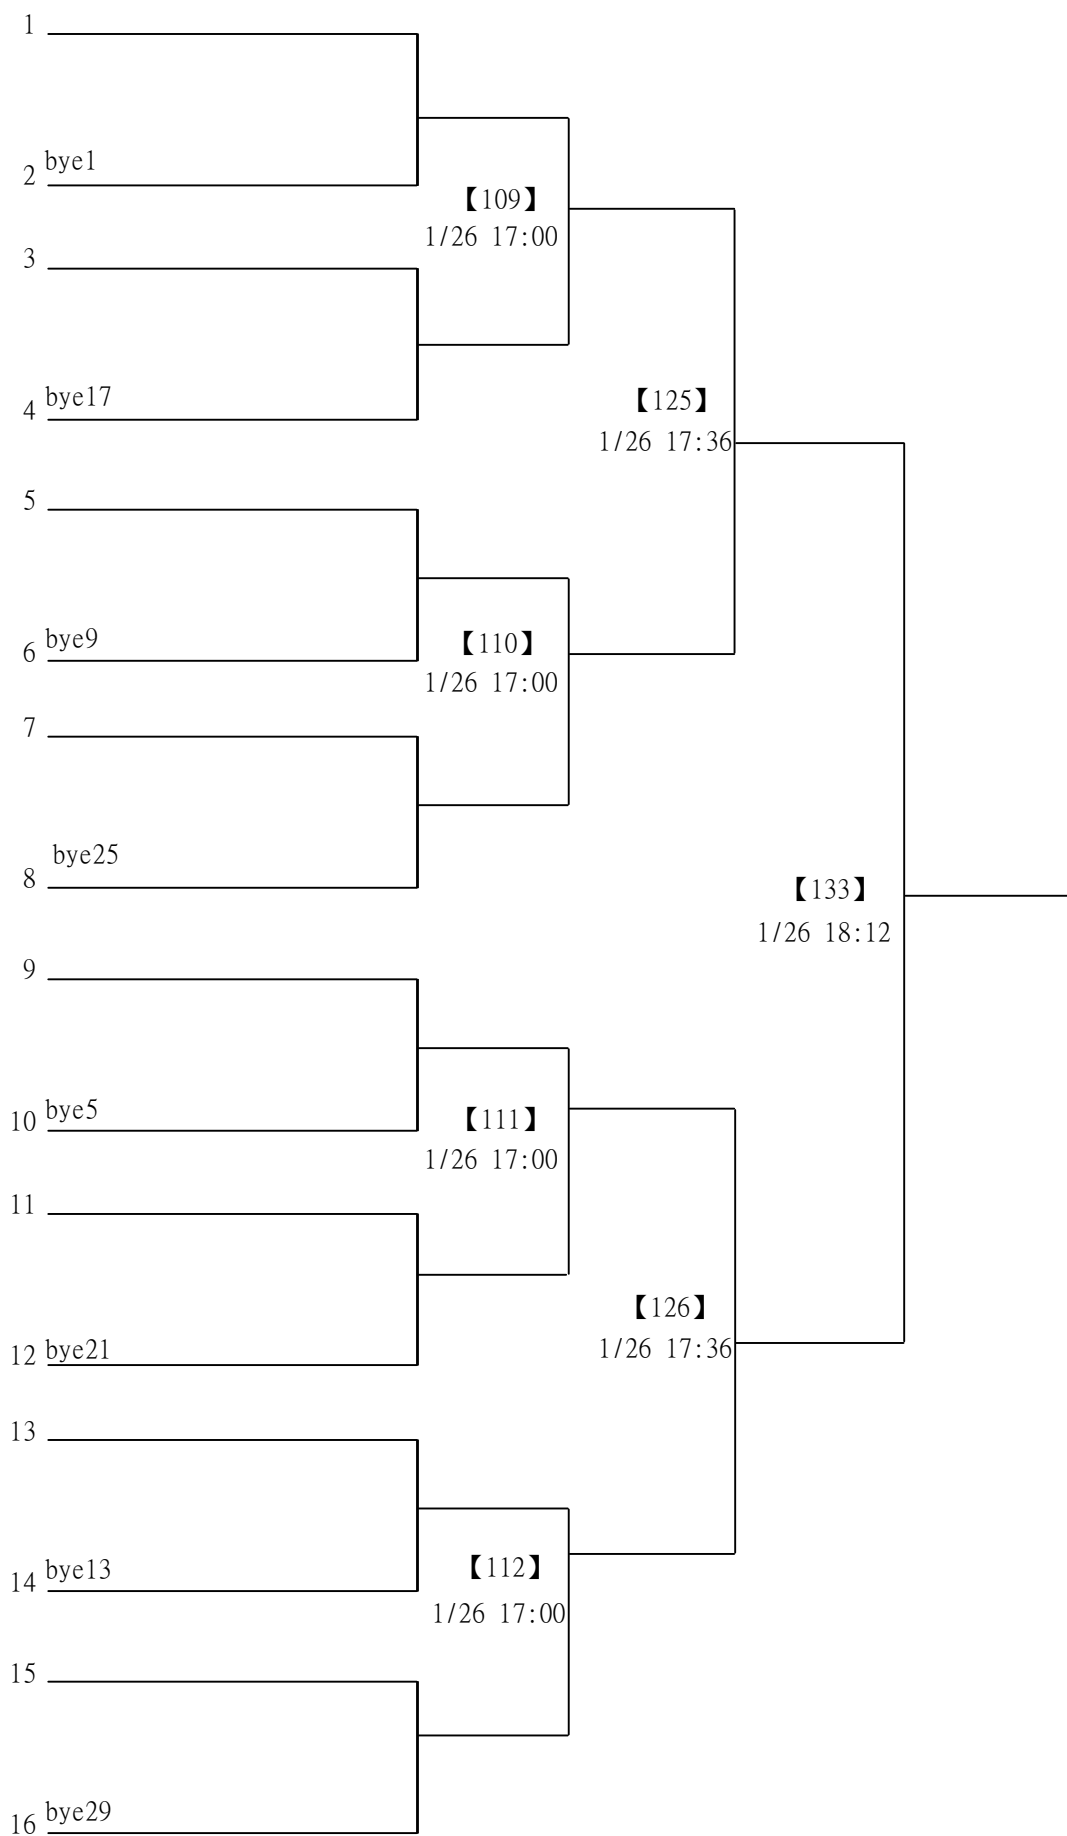 1
2 bye1
【109】
1/26 17:00
3
4 bye17
【125】
1/26 17:36
5
6 bye9
【110】
1/26 17:00
7
8 bye25
【133】
1/26 18:12
9
10 bye5
【111】
1/26 17:00
11
12 bye21
【126】
1/26 17:36
13
14 bye13
【112】
1/26 17:00
15
16 bye29